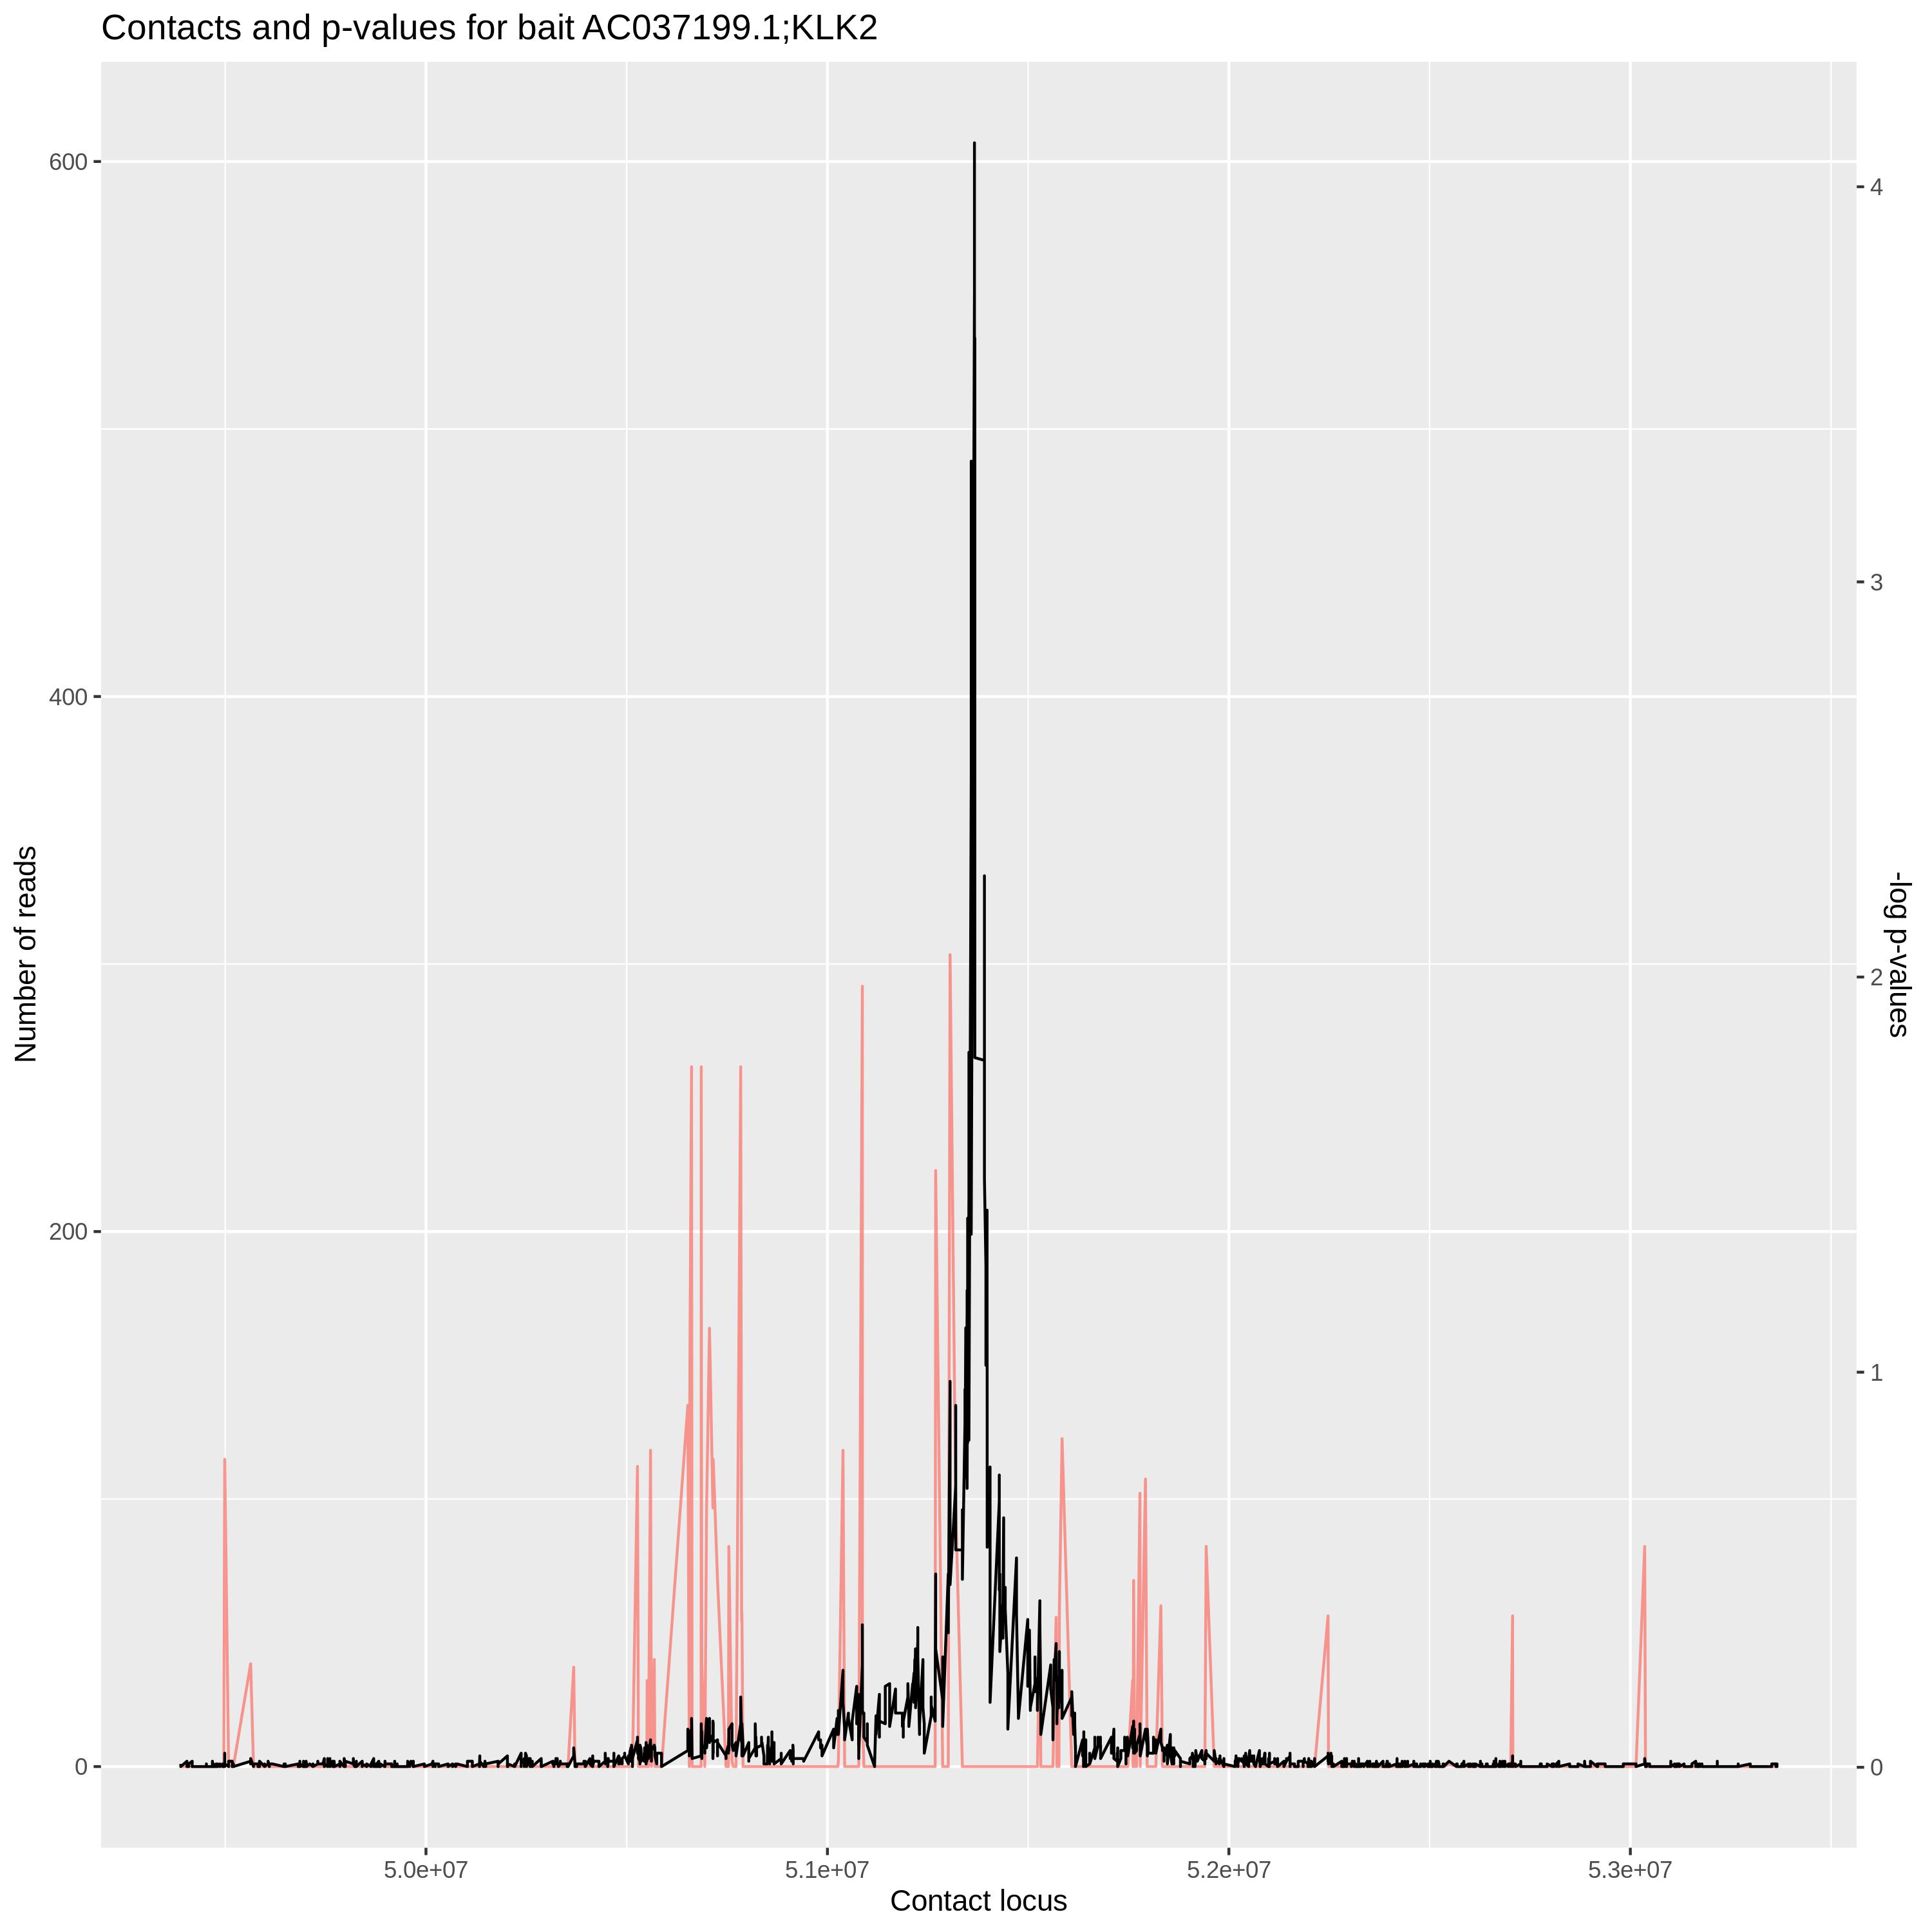 Contacts and p-values for bait AC037199.1;KLK2
600
400
200
0
Number of reads
4
3
2
1
0
-log p-values
5.0e+07
5.1e+07
5.2e+07
5.3e+07
Contact locus